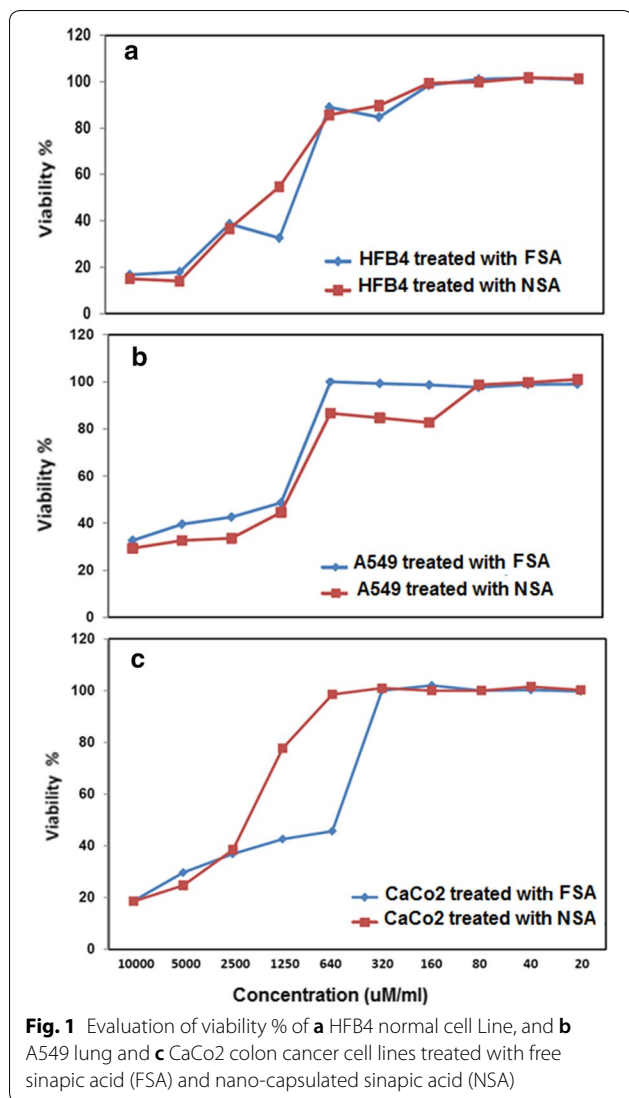 a
120
100
80
60
40
20
0
Viability %
HFB4 treated with FSA
HFB4 treated with NSA
b
120
100
80
60
40
20
0
Viability %
A549 treated with FSA
A549 treated with NSA
c
120
100
80
60
40
20
0
Viability %
CaCo2 treated with FSA
CaCo2 treated with NSA
10000 5000 2500 1250 640 320 160 80 40 20
Concentration (uM/ml)
Fig. 1 Evaluation of viability % of a HFB4 normal cell Line, and b
A549 lung and c CaCo2 colon cancer cell lines treated with free
sinapic acid (FSA) and nano-capsulated sinapic acid (NSA)